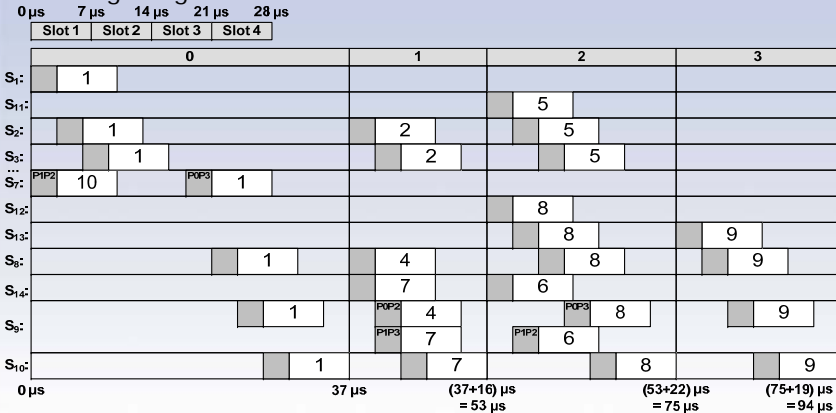 0 µs 7 µs 14 µs 21 µs 28 µs
Slot 1 Slot 2 Slot 3 Slot 4
0 1 2 3
S₁: 1
S₁₁: 5
S₂: 1 2 5
S₃: 1 2 5
...
S₇: P1P2 10 P0P3 1
S₁₂: 8
S₁₃: 8 9
S₈: 1 4 8 9
S₁₄: 7 6
S₉: 1 P0P2 4 P0P3 8 9
P1P3 7 P1P2 6
S₁₀: 1 7 8 9
0 µs 37 µs (37+16) µs (53+22) µs (75+19) µs
= 53 µs = 75 µs = 94 µs